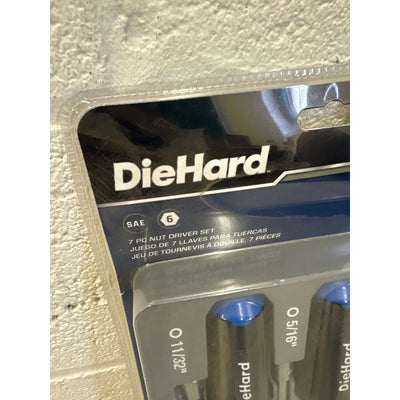 DieHard
SAE 6
7 PC NUT DRIVER SET
JUEGO DE 7 LLAVES PARA TUERCAS
JEU DE TOURNEVIS À DOUILLE, 7 PIÈCES
11/32"
DieHard
5/16"
DieHard